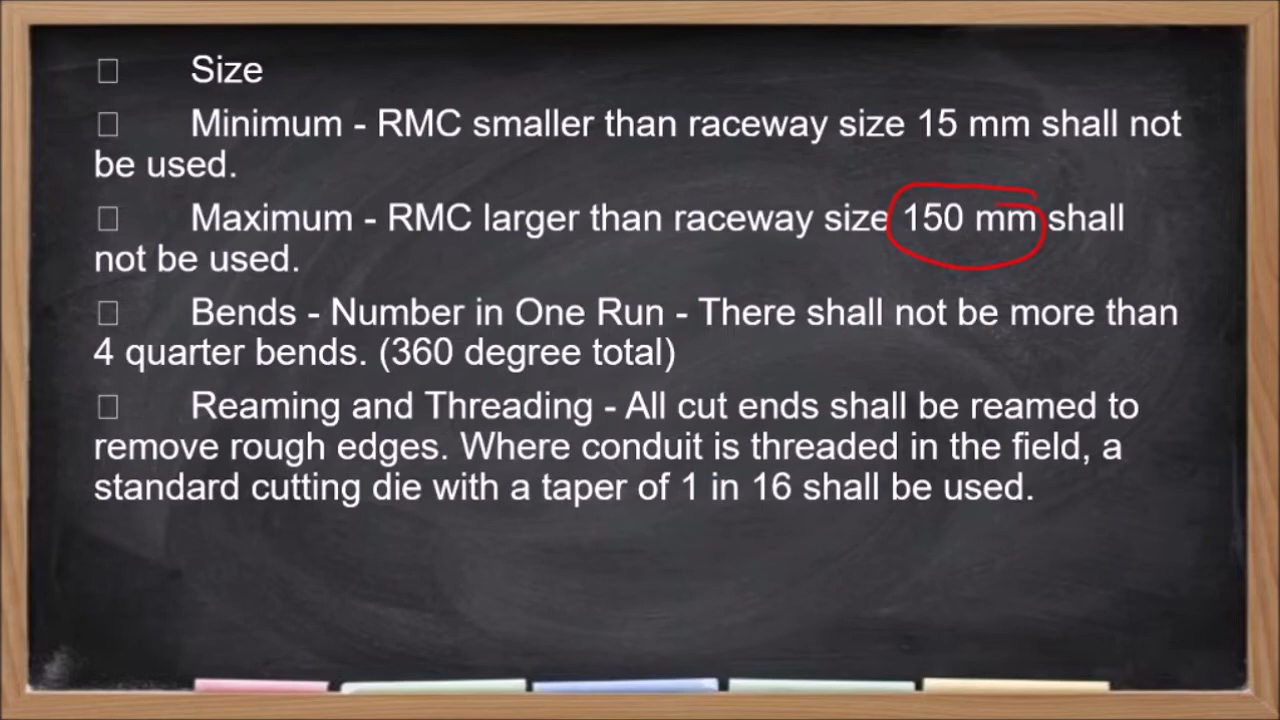 Size
Minimum - RMC smaller than raceway size 15 mm shall not
be used.
Maximum - RMC larger than raceway size 150 mm shall
not be used.
Bends - Number in One Run - There shall not be more than
4 quarter bends. (360 degree total)
Reaming and Threading - All cut ends shall be reamed to
remove rough edges. Where conduit is threaded in the field, a
standard cutting die with a taper of 1 in 16 shall be used.